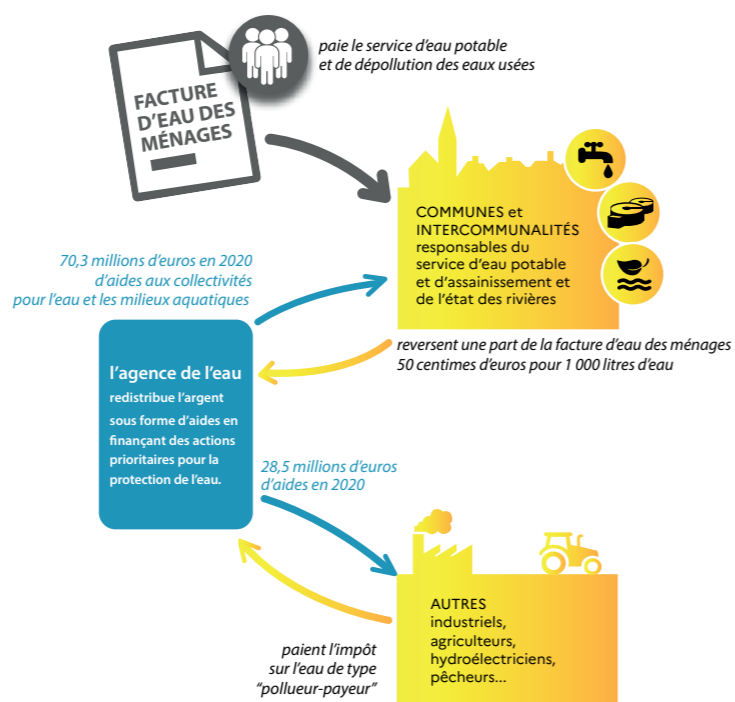 paie le service d'eau potable
et de dépollution des eaux usées
FACTURE
D'EAU DES
MÉNAGES
COMMUNES et
INTERCOMMUNALITÉS
responsables du
service d'eau potable
et d'assainissement et
de l'état des rivières
70,3 millions d'euros en 2020
d'aides aux collectivités
pour l'eau et les milieux aquatiques
reversent une part de la facture d'eau des ménages
50 centimes d'euros pour 1 000 litres d'eau
l'agence de l'eau
redistribue l'argent
sous forme d'aides en
finançant des actions
prioritaires pour la
protection de l'eau.
28,5 millions d'euros
d'aides en 2020
AUTRES
industriels,
agriculteurs,
hydroélectriciens,
pêcheurs...
paient l'impôt
sur l'eau de type
"pollueur-payeur"